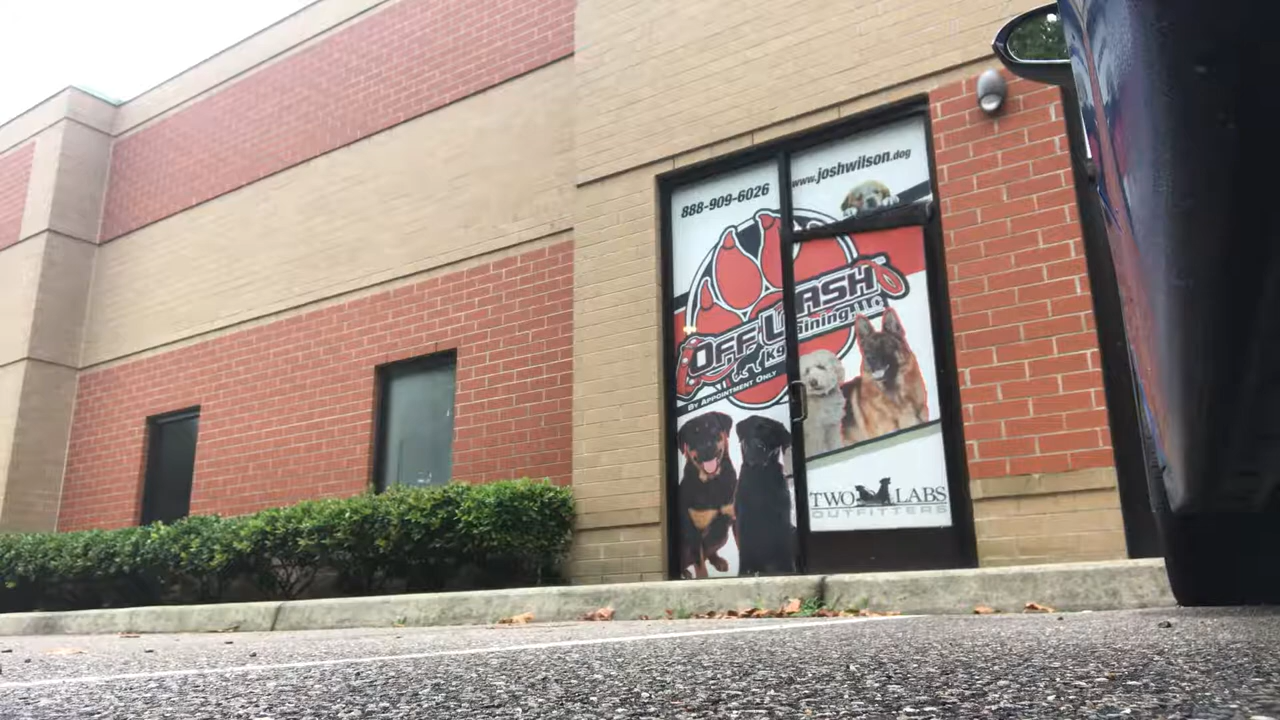 888-909-6026
www.joshwilson.dog
OFF LEASH
K9 Training, LLC
BY APPOINTMENT ONLY
TWO LABS
OUTFITTERS